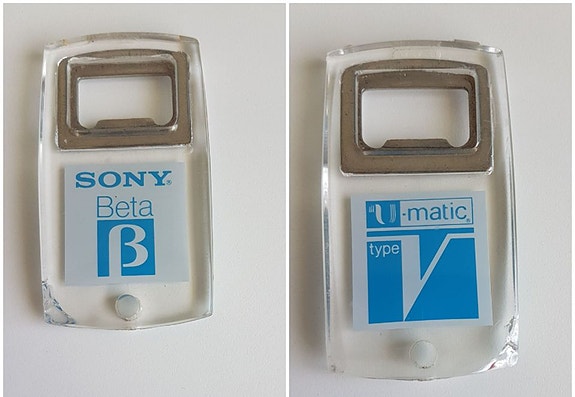 SONY®
Beta
β
U-matic®
type
V